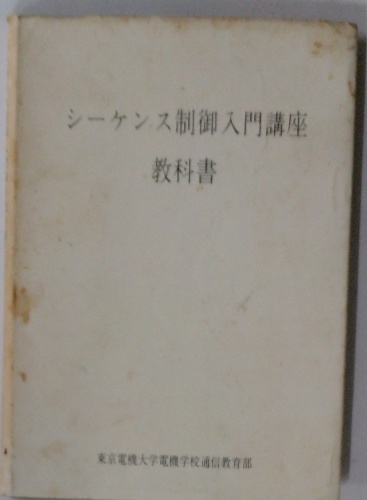 シーケンス制御入門講座
教科書
東京電機大学電機学校通信教育部